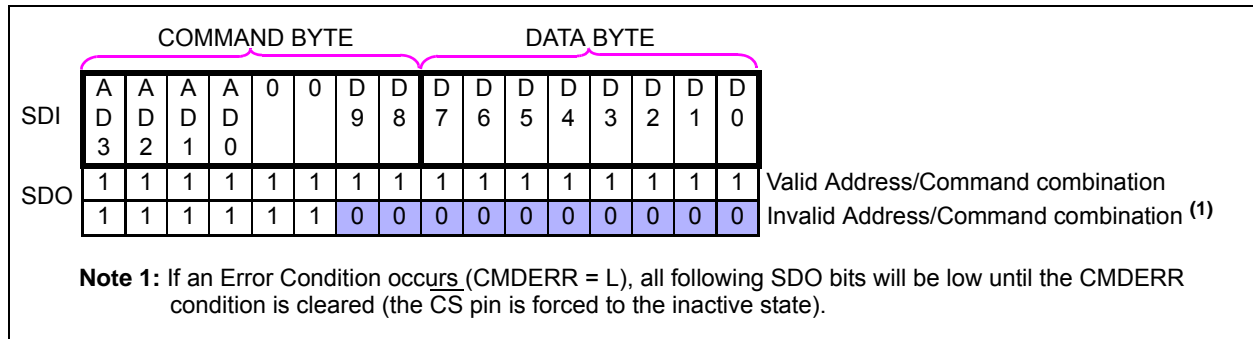 COMMAND BYTE DATA BYTE
SDI A D 3 A D 2 A D 1 A D 0 0 0 D 9 D 8 D 7 D 6 D 5 D 4 D 3 D 2 D 1 D 0
SDO 1 1 1 1 1 1 1 1 1 1 1 1 1 1 1 1 Valid Address/Command combination
1 1 1 1 1 1 0 0 0 0 0 0 0 0 0 0 Invalid Address/Command combination (1)
Note 1: If an Error Condition occurs (CMDERR = L), all following SDO bits will be low until the CMDERR
condition is cleared (the CS pin is forced to the inactive state).